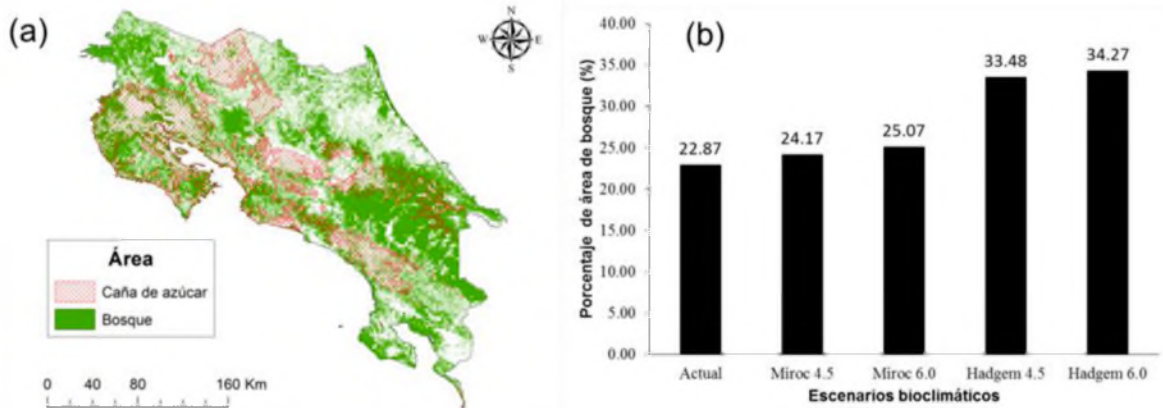 (a)
N
W E
S
Área
Caña de azúcar
Bosque
0 40 80 160 Km
(b)
Porcentaje de área de bosque (%)
40.00
35.00
30.00
25.00
20.00
15.00
10.00
5.00
0.00
22.87
24.17
25.07
33.48
34.27
Actual
Miroc 4.5
Miroc 6.0
Hadgem 4.5
Hadgem 6.0
Escenarios bioclimáticos